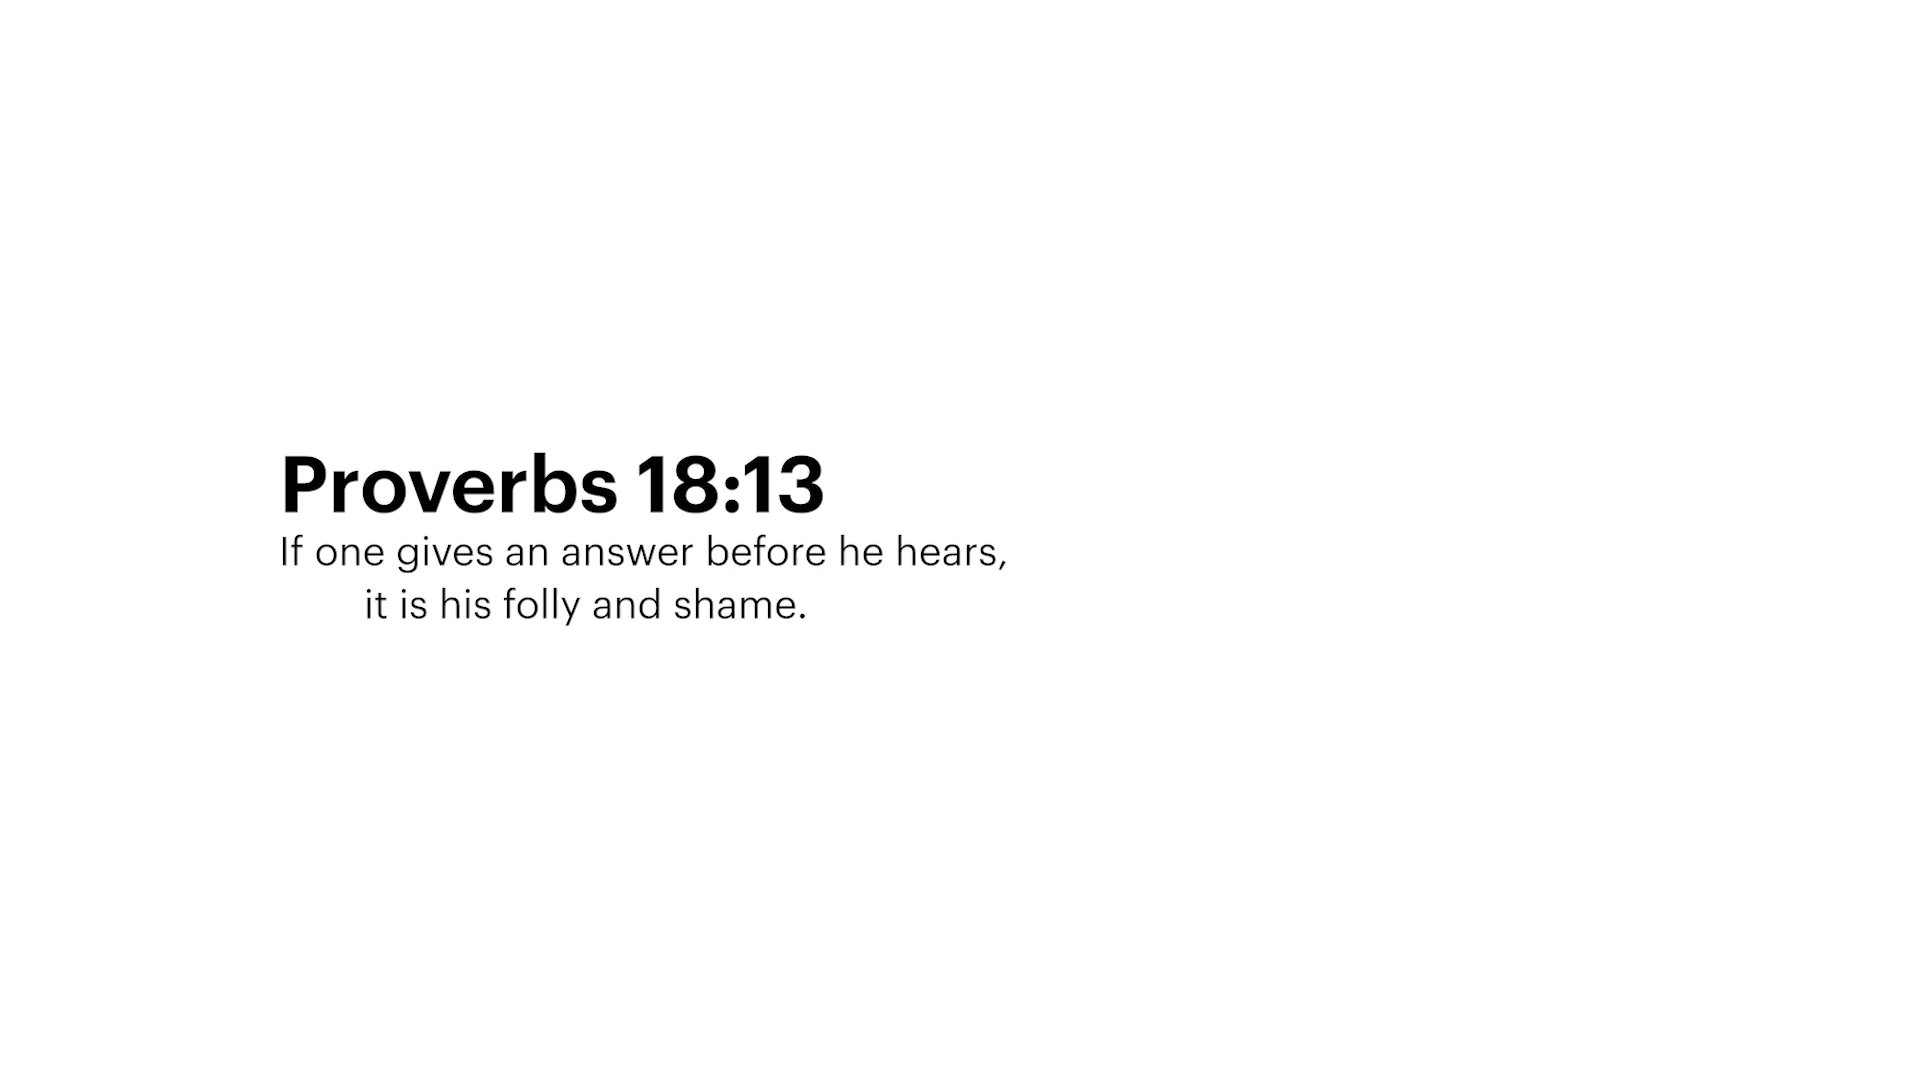 Proverbs 18:13
If one gives an answer before he hears,
it is his folly and shame.